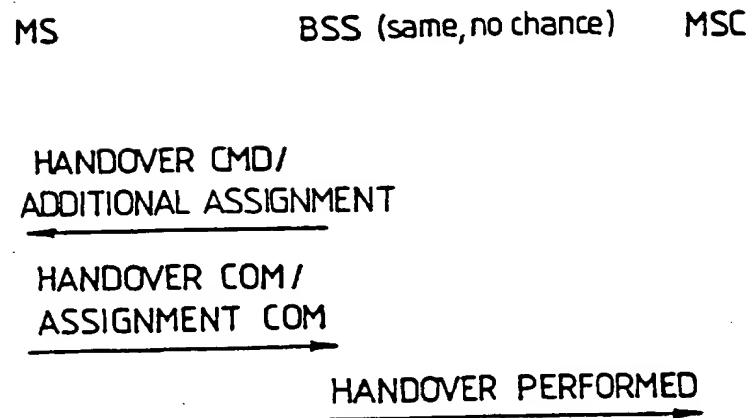 MS BSS (same, no chance) MSC
HANDOVER CMD/
ADDITIONAL ASSIGNMENT
HANDOVER COM/
ASSIGNMENT COM
HANDOVER PERFORMED